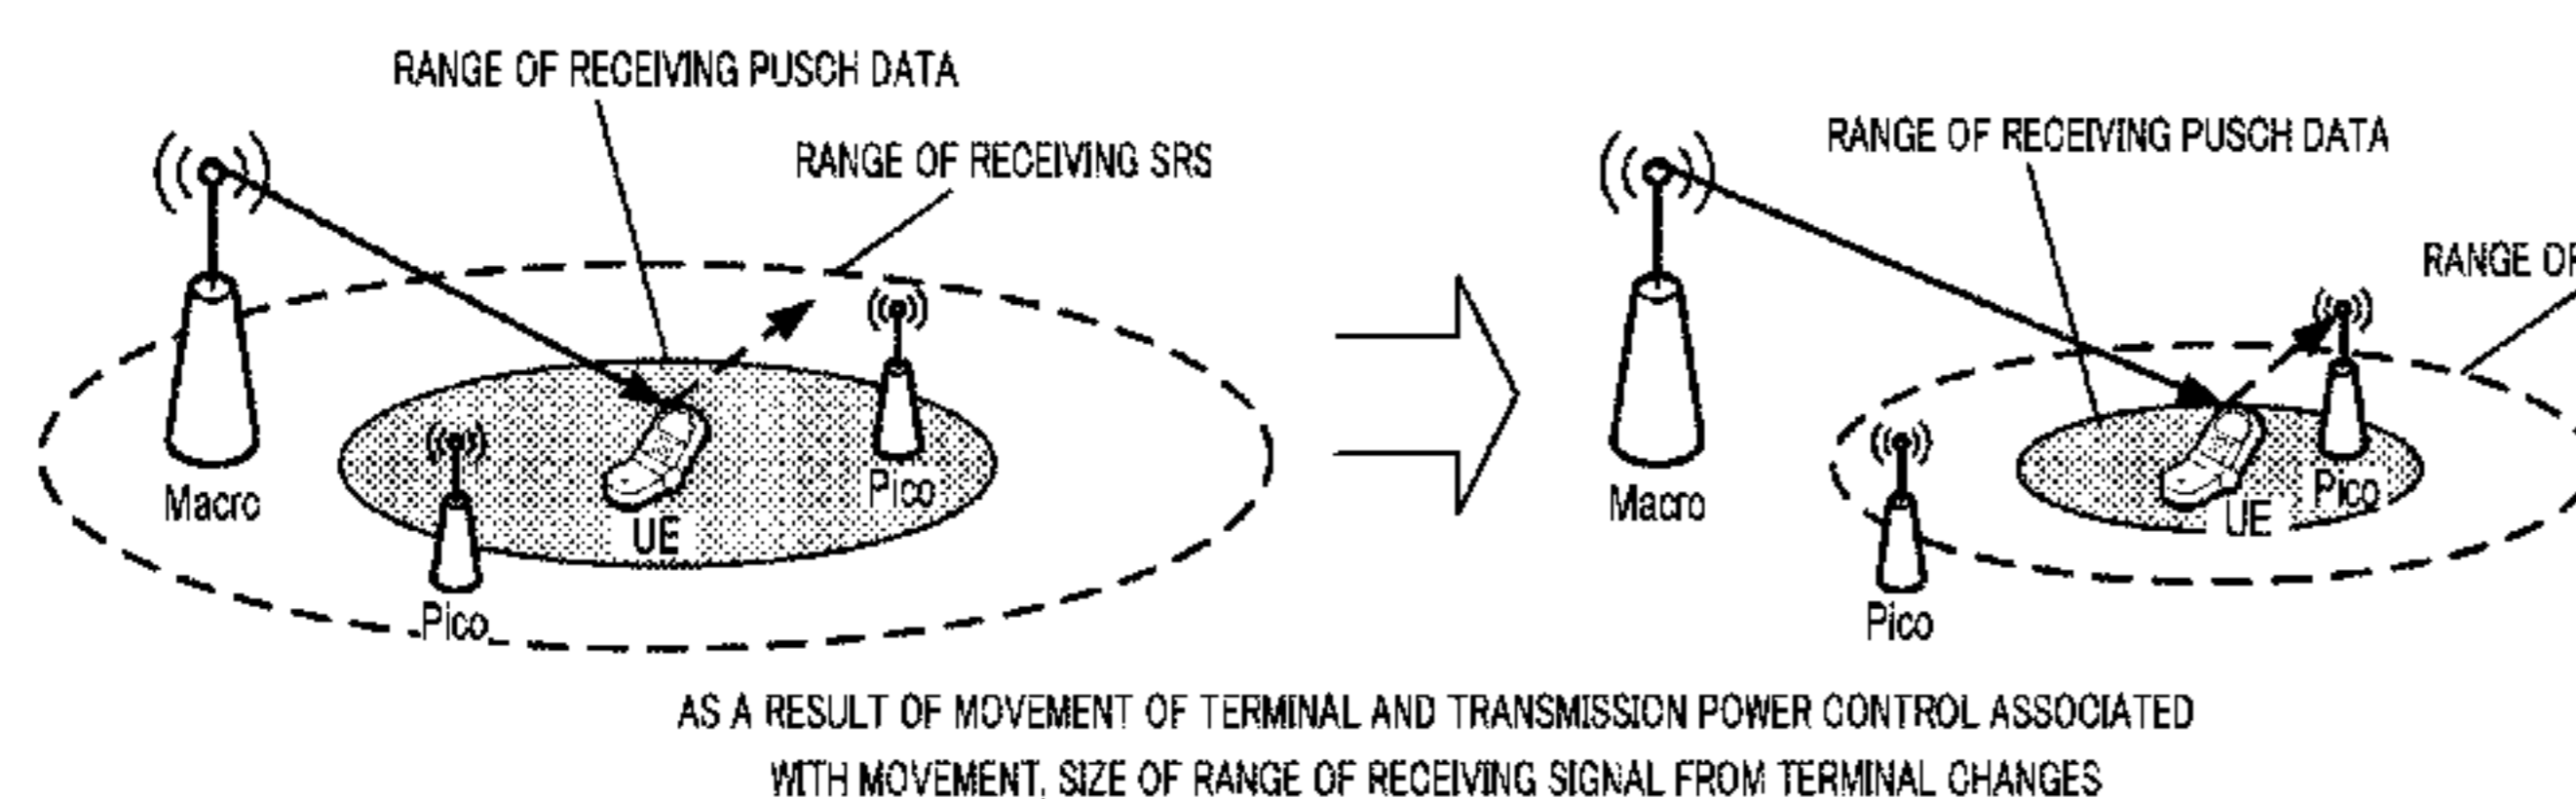 RANGE OF RECEIVING PUSCH DATA
RANGE OF RECEIVING SRS
Macro
Pico
UE
Pico
RANGE OF RECEIVING PUSCH DATA
RANGE OF
Macro
Pico
UE
Pico
AS A RESULT OF MOVEMENT OF TERMINAL AND TRANSMISSION POWER CONTROL ASSOCIATED
WITH MOVEMENT, SIZE OF RANGE OF RECEIVING SIGNAL FROM TERMINAL CHANGES